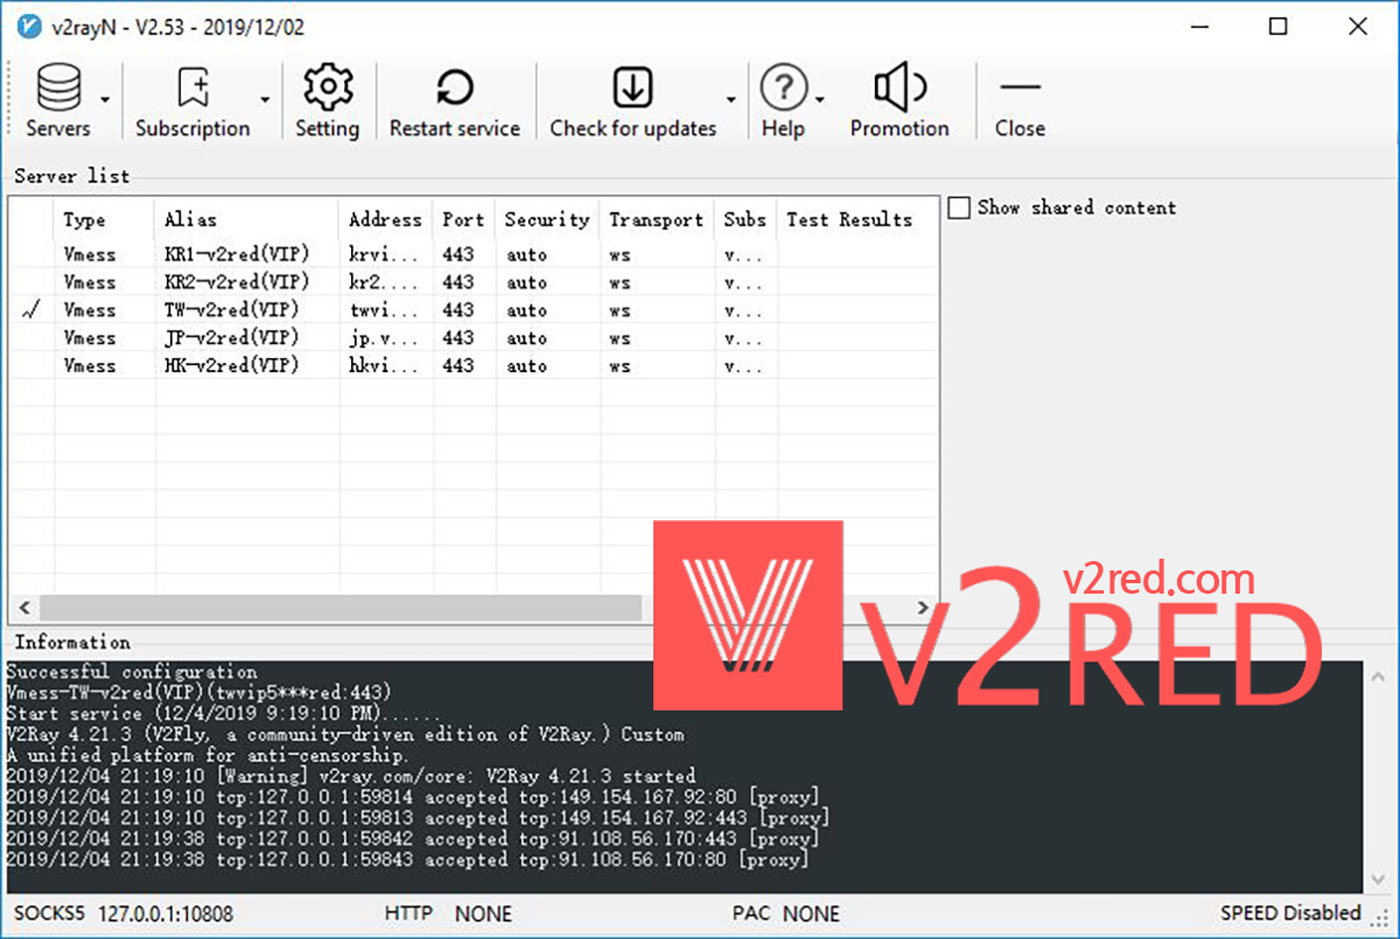 v2rayN - V2.53 - 2019/12/02
Servers Subscription Setting Restart service Check for updates Help Promotion Close
Server list
Show shared content
Type Alias Address Port Security Transport Subs Test Results
Vmess KR1-v2red(VIP) krvi... 443 auto ws v...
Vmess KR2-v2red(VIP) kr2.... 443 auto ws v...
Vmess TW-v2red(VIP) twvi... 443 auto ws v...
Vmess JP-v2red(VIP) jp.v... 443 auto ws v...
Vmess HK-v2red(VIP) hkvi... 443 auto ws v...
v2red.com
V2RED
Information
Successful configuration
Vmess-TW-v2red(VIP)(twvip5***red:443)
Start service (12/4/2019 9:19:10 PM)......
V2Ray 4.21.3 (V2Fly, a community-driven edition of V2Ray.) Custom
A unified platform for anti-censorship.
2019/12/04 21:19:10 [Warning] v2ray.com/core: V2Ray 4.21.3 started
2019/12/04 21:19:10 tcp:127.0.0.1:59814 accepted tcp:149.154.167.92:80 [proxy]
2019/12/04 21:19:10 tcp:127.0.0.1:59813 accepted tcp:149.154.167.92:443 [proxy]
2019/12/04 21:19:38 tcp:127.0.0.1:59842 accepted tcp:91.108.56.170:443 [proxy]
2019/12/04 21:19:38 tcp:127.0.0.1:59843 accepted tcp:91.108.56.170:80 [proxy]
SOCKS5 127.0.0.1:10808 HTTP NONE PAC NONE SPEED Disabled